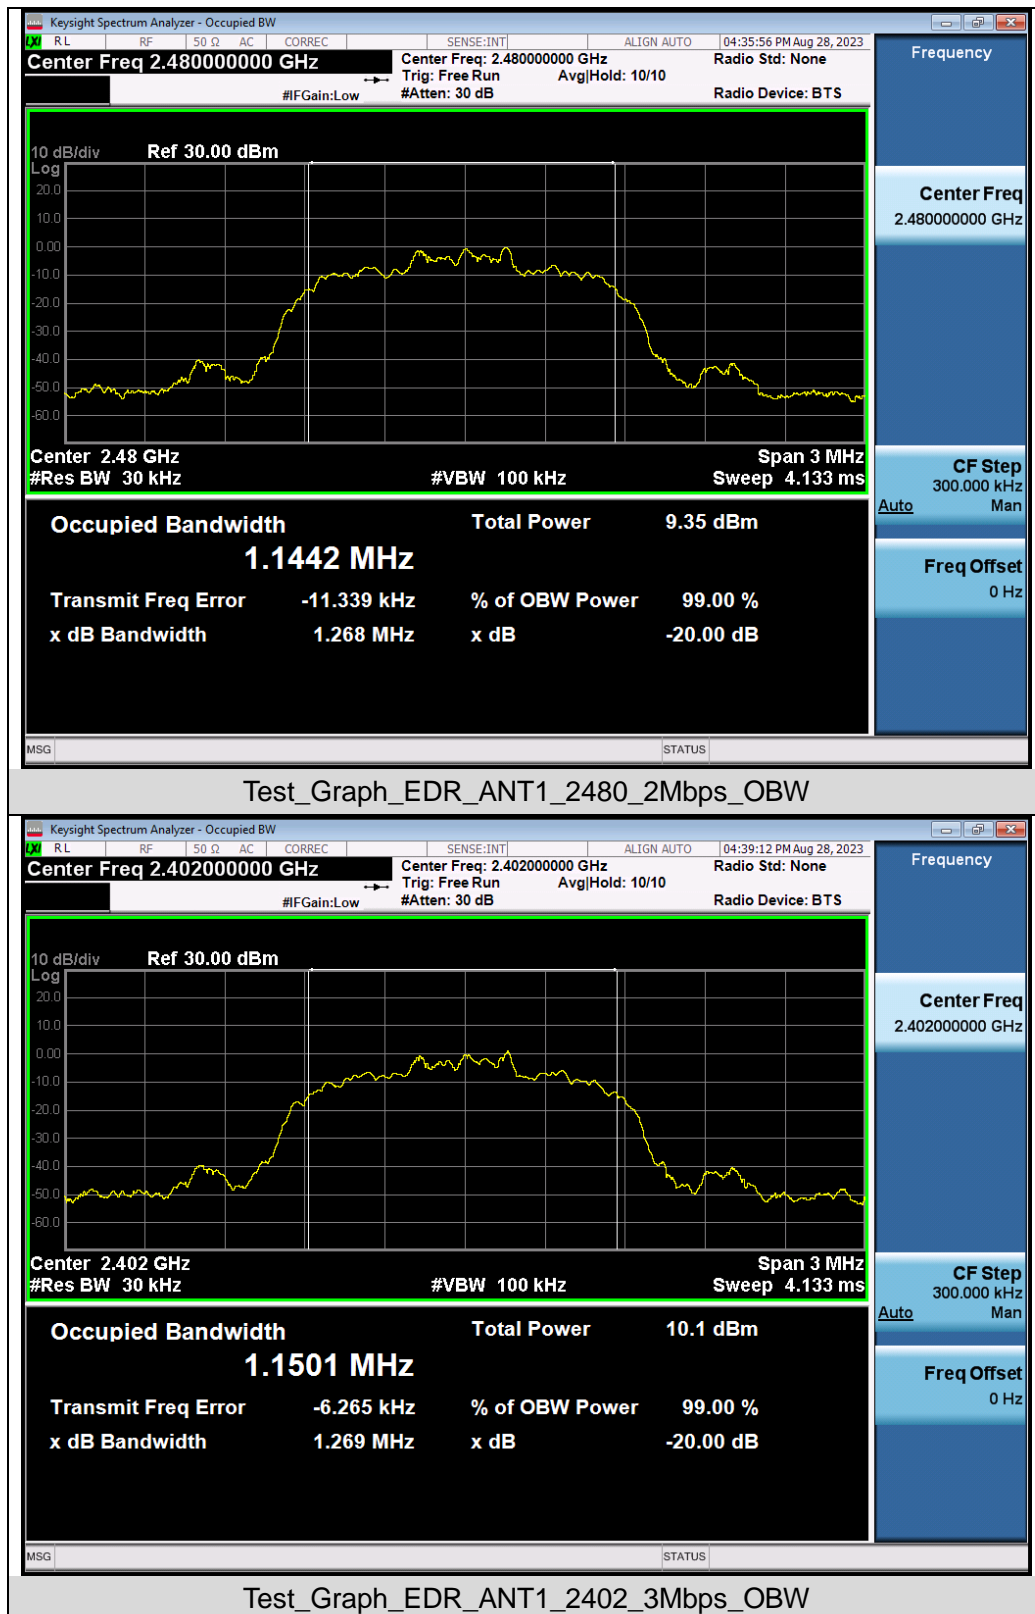 Keysight Spectrum Analyzer - Occupied BW
LXI RL RF 50 Ω AC CORREC SENSE:INT ALIGN AUTO 04:35:56 PM Aug 28, 2023
Center Freq 2.480000000 GHz
Center Freq: 2.480000000 GHz
Radio Std: None
Trig: Free Run Avg|Hold: 10/10
#IFGain:Low
#Atten: 30 dB
Radio Device: BTS
Frequency
10 dB/div Ref 30.00 dBm
Log
20.0
10.0
0.00
-10.0
-20.0
-30.0
-40.0
-50.0
-60.0
Center Freq
2.480000000 GHz
Center 2.48 GHz Span 3 MHz
#Res BW 30 kHz #VBW 100 kHz Sweep 4.133 ms
CF Step
300.000 kHz
Auto Man
Occupied Bandwidth Total Power 9.35 dBm
1.1442 MHz
Transmit Freq Error -11.339 kHz % of OBW Power 99.00 %
x dB Bandwidth 1.268 MHz x dB -20.00 dB
Freq Offset
0 Hz
MSG STATUS
Test_Graph_EDR_ANT1_2480_2Mbps_OBW
Keysight Spectrum Analyzer - Occupied BW
LXI RL RF 50 Ω AC CORREC SENSE:INT ALIGN AUTO 04:39:12 PM Aug 28, 2023
Center Freq 2.402000000 GHz
Center Freq: 2.402000000 GHz
Radio Std: None
Trig: Free Run Avg|Hold: 10/10
#IFGain:Low
#Atten: 30 dB
Radio Device: BTS
Frequency
10 dB/div Ref 30.00 dBm
Log
20.0
10.0
0.00
-10.0
-20.0
-30.0
-40.0
-50.0
-60.0
Center Freq
2.402000000 GHz
Center 2.402 GHz Span 3 MHz
#Res BW 30 kHz #VBW 100 kHz Sweep 4.133 ms
CF Step
300.000 kHz
Auto Man
Occupied Bandwidth Total Power 10.1 dBm
1.1501 MHz
Transmit Freq Error -6.265 kHz % of OBW Power 99.00 %
x dB Bandwidth 1.269 MHz x dB -20.00 dB
Freq Offset
0 Hz
MSG STATUS
Test_Graph_EDR_ANT1_2402_3Mbps_OBW